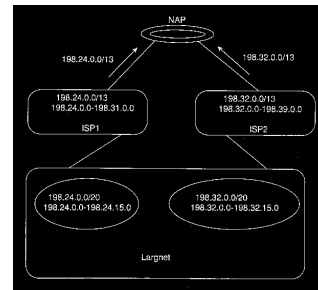 NAP
198.24.0.0/13
198.32.0.0/13
198.24.0.0/13
198.24.0.0-198.31.0.0
ISP1
198.32.0.0/13
198.32.0.0-198.39.0.0
ISP2
198.24.0.0/20
198.24.0.0-198.24.15.0
198.32.0.0/20
198.32.0.0-198.32.15.0
Largnet